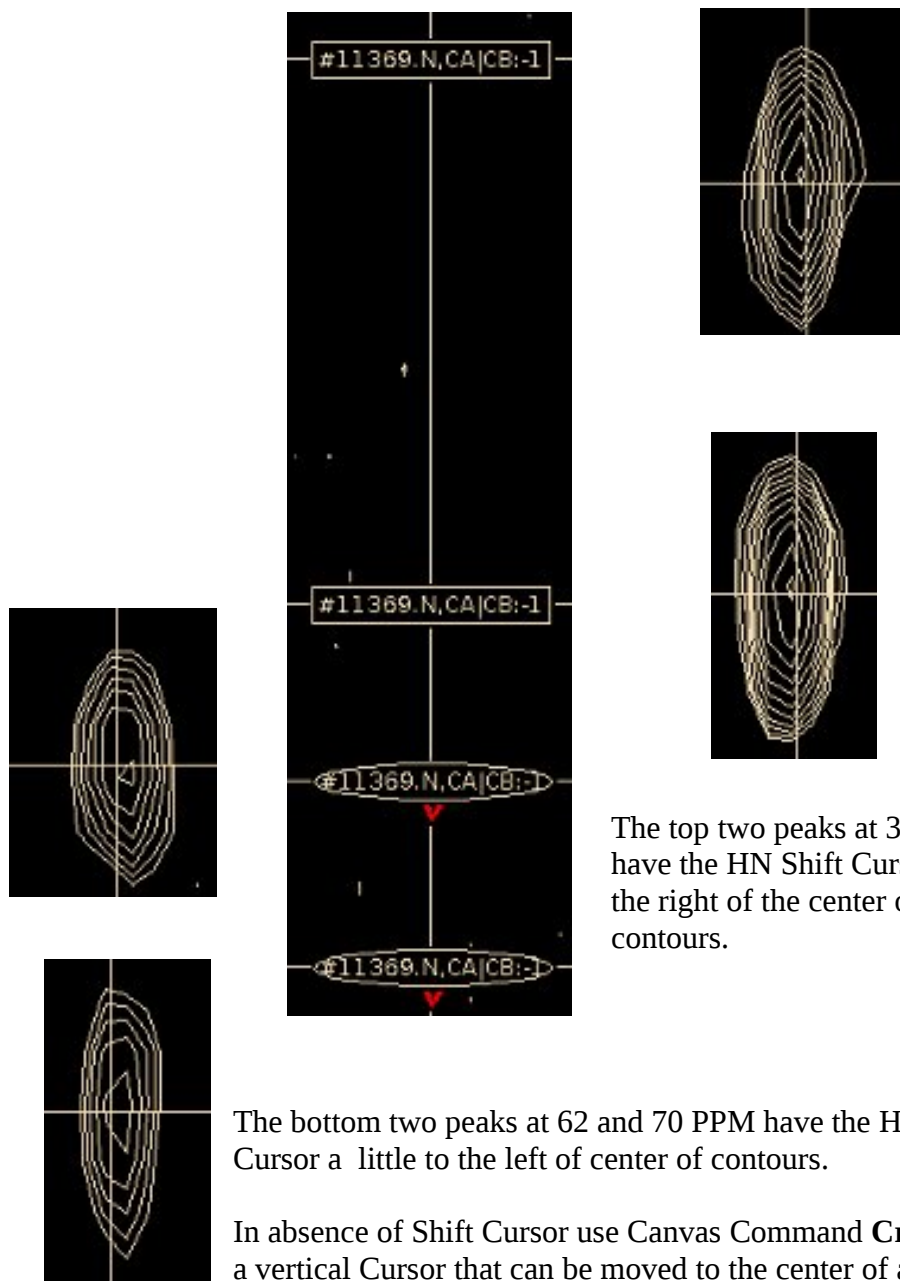 #11369.N,CA|CB:-1
#11369.N,CA|CB:-1
#11369.N,CA|CB:-1
#11369.N,CA|CB:-1
The top two peaks at 3
have the HN Shift Cur
the right of the center
contours.
The bottom two peaks at 62 and 70 PPM have the H
Cursor a little to the left of center of contours.
In absence of Shift Cursor use Canvas Command
a vertical Cursor that can be moved to the center of